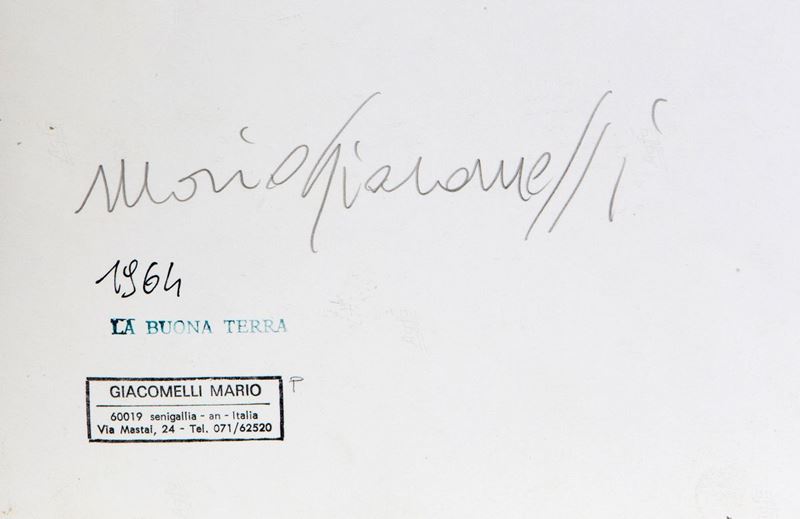 Mario Giacomelli
1964
LA BUONA TERRA
GIACOMELLI MARIO
P
60019 senigallia - an - Italia
Via Mastai, 24 - Tel. 071/62520